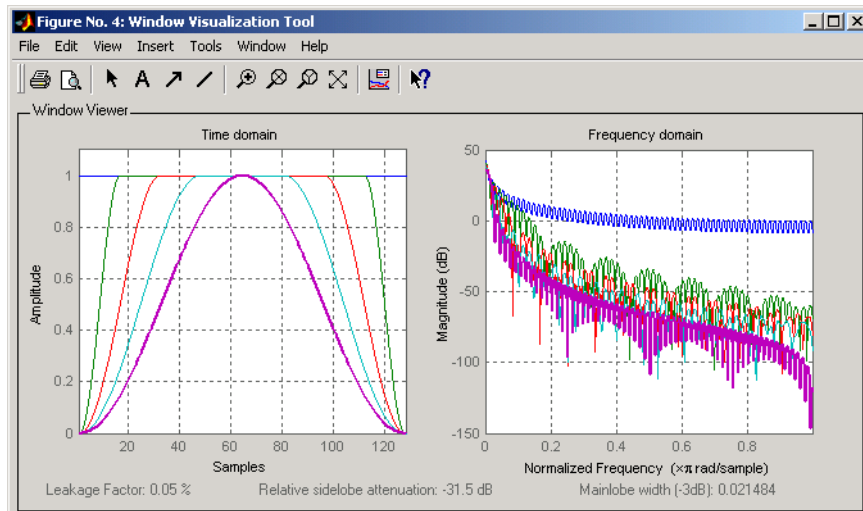 Figure No. 4: Window Visualization Tool
File Edit View Insert Tools Window Help
A
?
Window Viewer
Time domain
Frequency domain
1
0.8
0.6
0.4
0.2
0
Amplitude
20 40 60 80 100 120
Samples
50
0
-50
-100
-150
Magnitude (dB)
0 0.2 0.4 0.6 0.8
Normalized Frequency (×π rad/sample)
Leakage Factor: 0.05 % Relative sidelobe attenuation: -31.5 dB Mainlobe width (-3dB): 0.021484